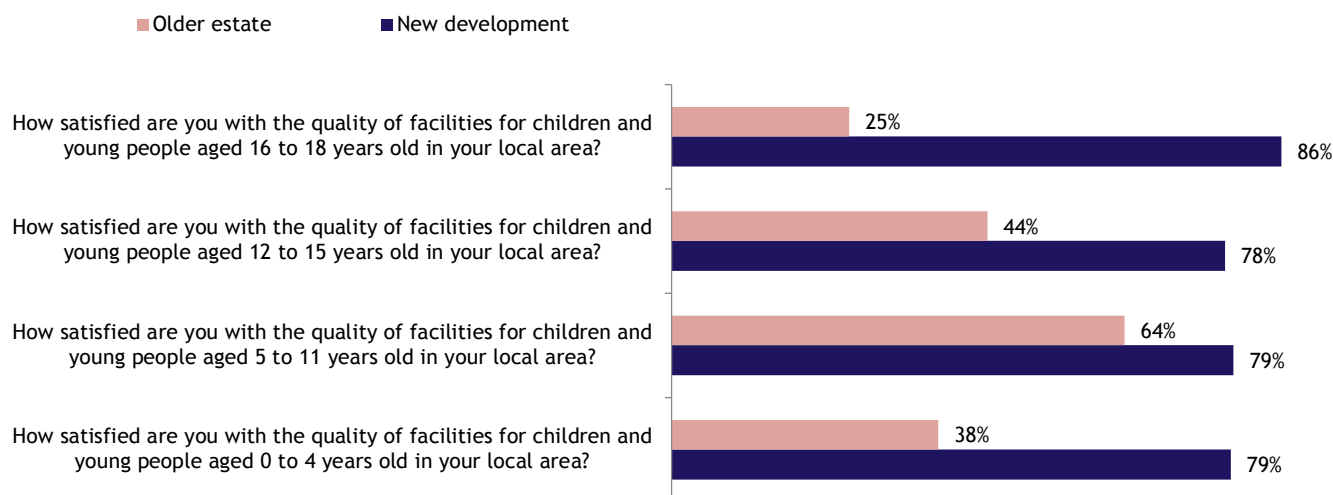 Older estate
New development
How satisfied are you with the quality of facilities for children and
young people aged 16 to 18 years old in your local area?
25%
86%
How satisfied are you with the quality of facilities for children and
young people aged 12 to 15 years old in your local area?
44%
78%
How satisfied are you with the quality of facilities for children and
young people aged 5 to 11 years old in your local area?
64%
79%
How satisfied are you with the quality of facilities for children and
young people aged 0 to 4 years old in your local area?
38%
79%